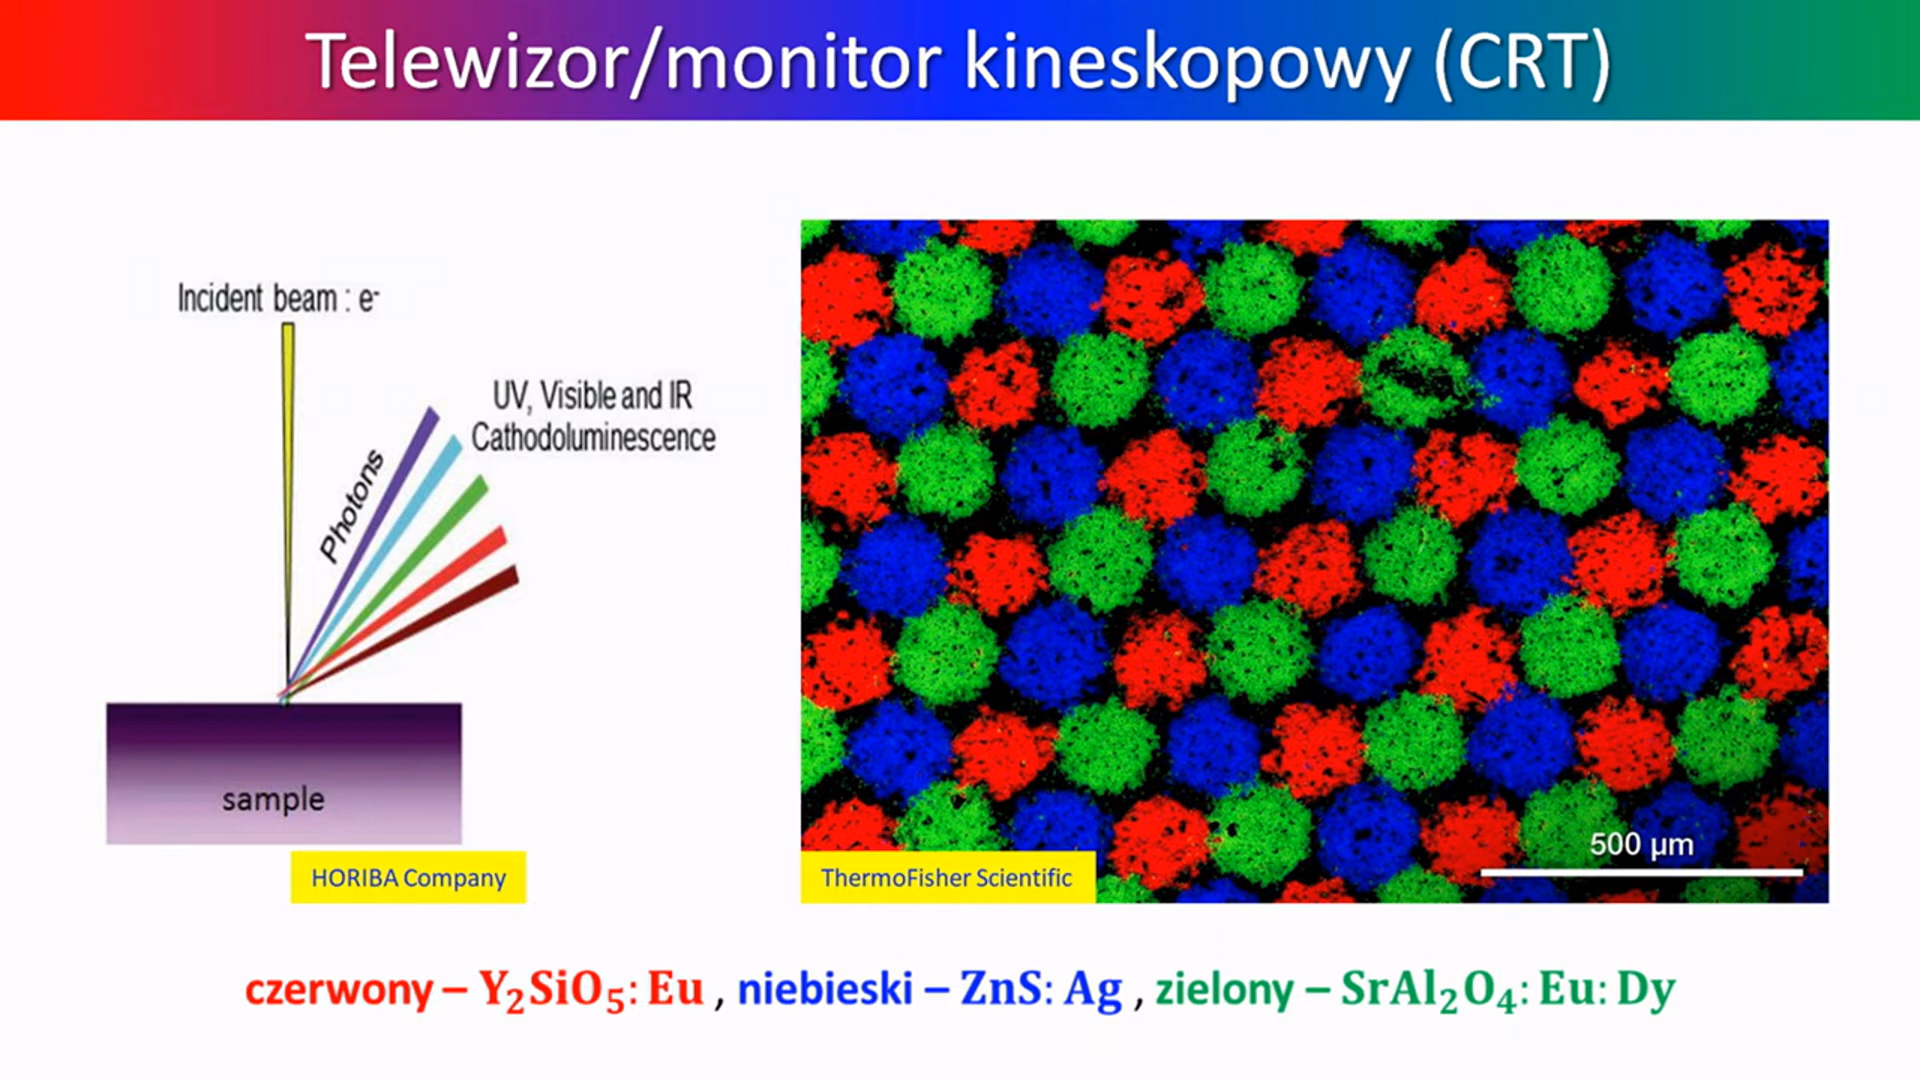 Telewizor/monitor kineskopowy (CRT)
Incident beam : e⁻
UV, Visible and IR
Cathodoluminescence
Photons
sample
HORIBA Company
500 µm
ThermoFisher Scientific
czerwony – Y₂SiO₅: Eu , niebieski – ZnS: Ag , zielony – SrAl₂O₄: Eu: Dy